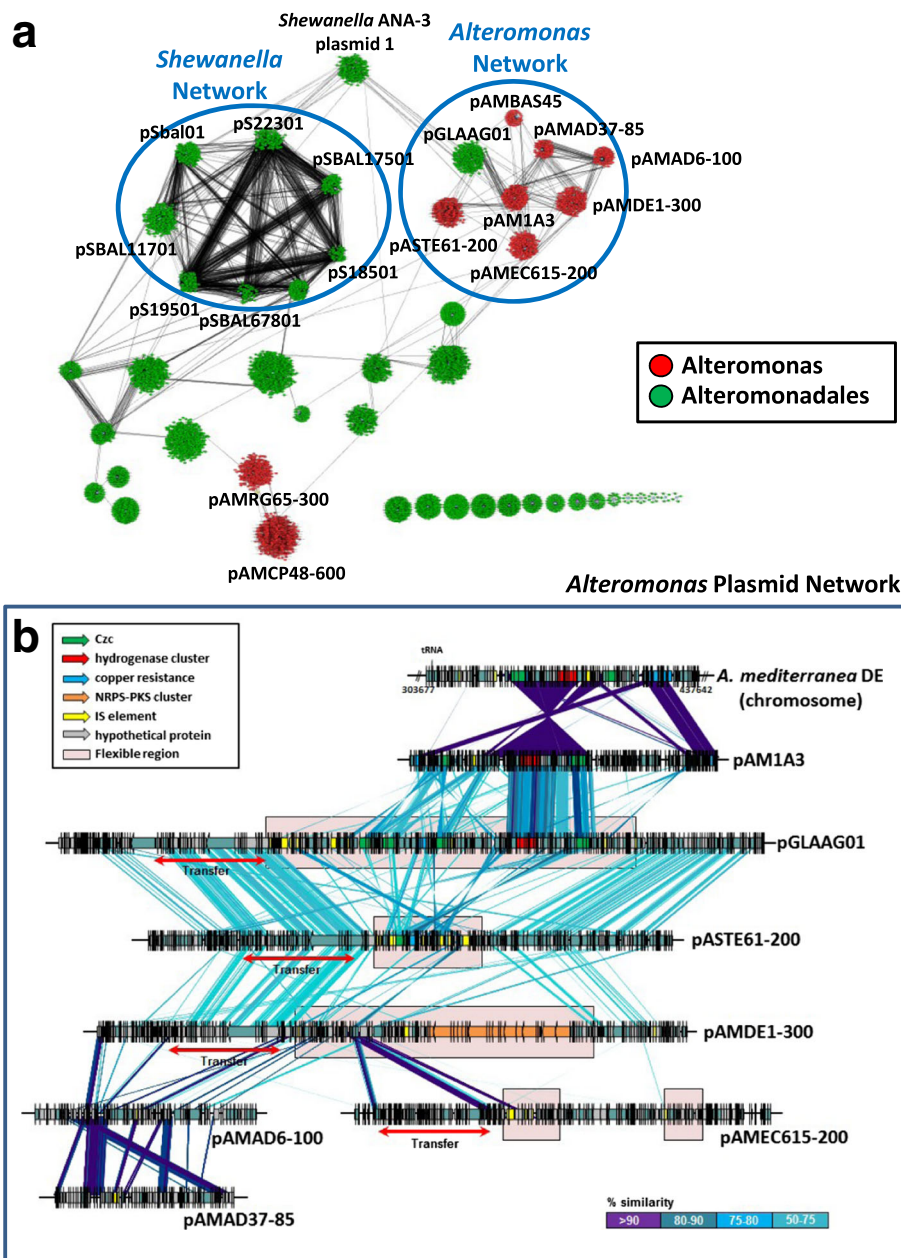 a
Shewanella ANA-3
plasmid 1
Shewanella
Network
Alteromonas
Network
pAMBAS45
pSbal01
pS22301
pGLAAG01
pAMAD37-85
pSBAL17501
pAMAD6-100
pAM1A3
pAMDE1-300
pSBAL11701
pS18501
pASTE61-200
pAMEC615-200
pS19501
pSBAL67801
Alteromonas
Alteromonadales
pAMRG65-300
pAMCP48-600
Alteromonas Plasmid Network
b
Czc
hydrogenase cluster
copper resistance
NRPS-PKS cluster
IS element
hypothetical protein
Flexible region
tRNA
303677
437642
A. mediterranea DE
(chromosome)
pAM1A3
pGLAAG01
Transfer
pASTE61-200
Transfer
pAMDE1-300
Transfer
pAMAD6-100
Transfer
pAMEC615-200
pAMAD37-85
% similarity
>90
80-90
75-80
50-75